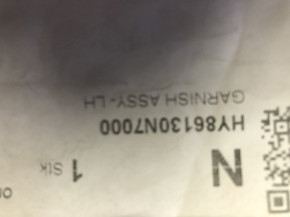 N
1 Stk
HY86130N7000
GARNISH ASSY-LH